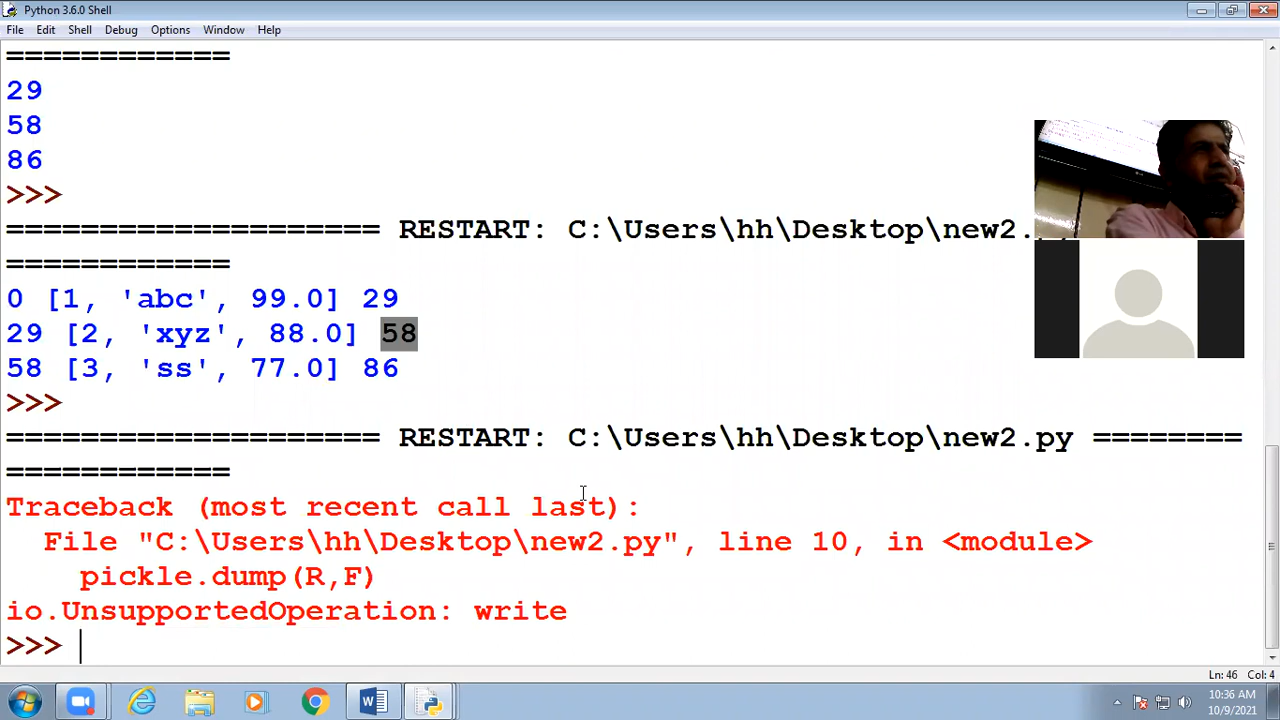 Python 3.6.0 Shell
File Edit Shell Debug Options Window Help
============
29
58
86
>>>
==================== RESTART: C:\Users\hh\Desktop\new2.
============
0 [1, 'abc', 99.0] 29
29 [2, 'xyz', 88.0] 58
58 [3, 'ss', 77.0] 86
>>>
==================== RESTART: C:\Users\hh\Desktop\new2.py ========
============
Traceback (most recent call last):
File "C:\Users\hh\Desktop\new2.py", line 10, in <module>
pickle.dump(R,F)
io.UnsupportedOperation: write
>>>
Ln: 46 Col: 4
10:36 AM
10/9/2021